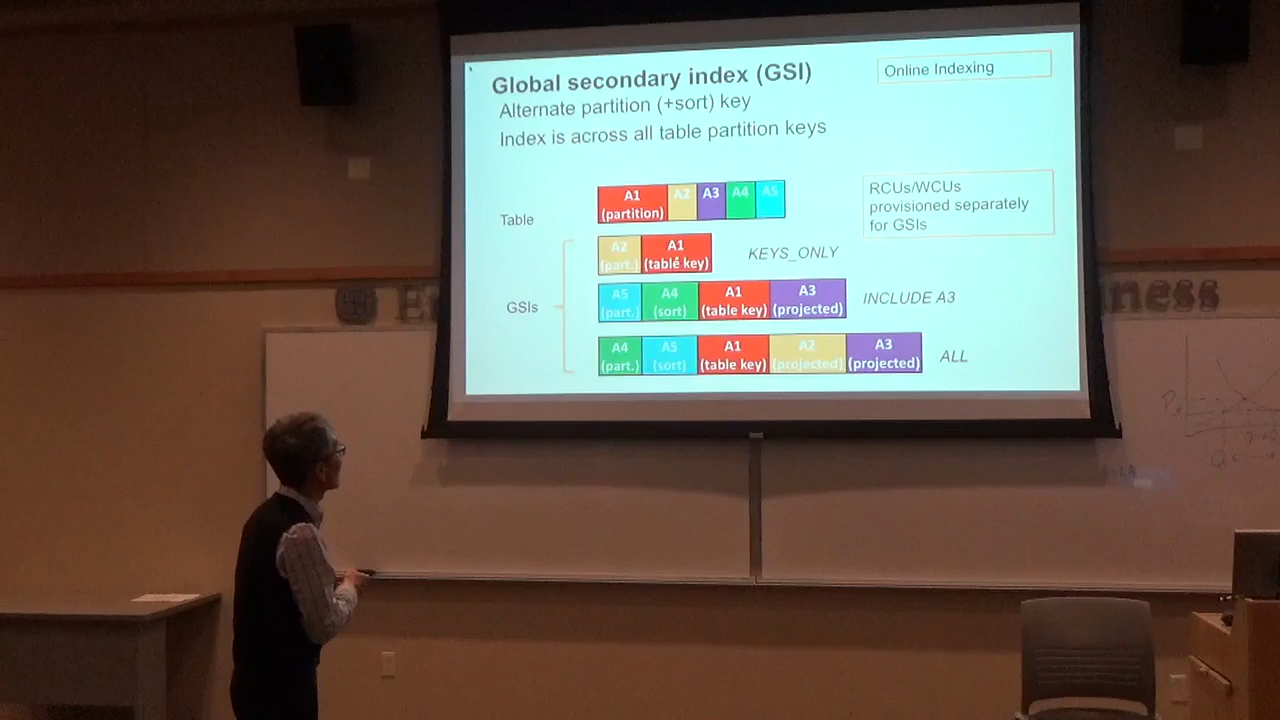 Global secondary index (GSI)
Online Indexing
Alternate partition (+sort) key
Index is across all table partition keys
Table
A1 A2 A3 A4 A5
(partition)
RCUs/WCUs
provisioned separately
for GSIs
GSIs
A2 A1
(part.) (table key)
KEYS_ONLY
A5 A4 A1 A3
(part.) (sort) (table key) (projected)
INCLUDE A3
A4 A5 A1 A2 A3
(part.) (sort) (table key) (projected) (projected)
ALL